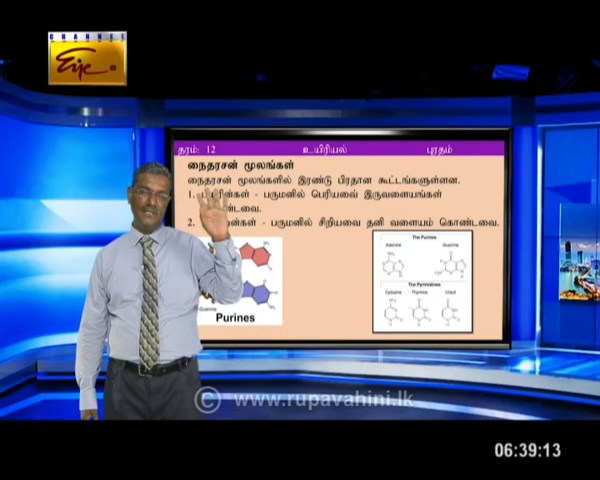 CHANNEL
Eye
தரம்: 12 உயிரியல் புரதம்
நைதரசன் மூலங்கள்
நைதரசன் மூலங்களில் இரண்டு பிரதான கூட்டங்களுள்ளன.
1. பருமனில் பெரியவை இருவளையங்கள்
2. - பருமனில் சிறியவை தனி வளையம் கொண்டவை.
The Purines
Adenine Guanine
The Pyrimidines
Cytosine Thymine Uracil
Guanine
Purines
© www.rupavahini.lk
06:39:13